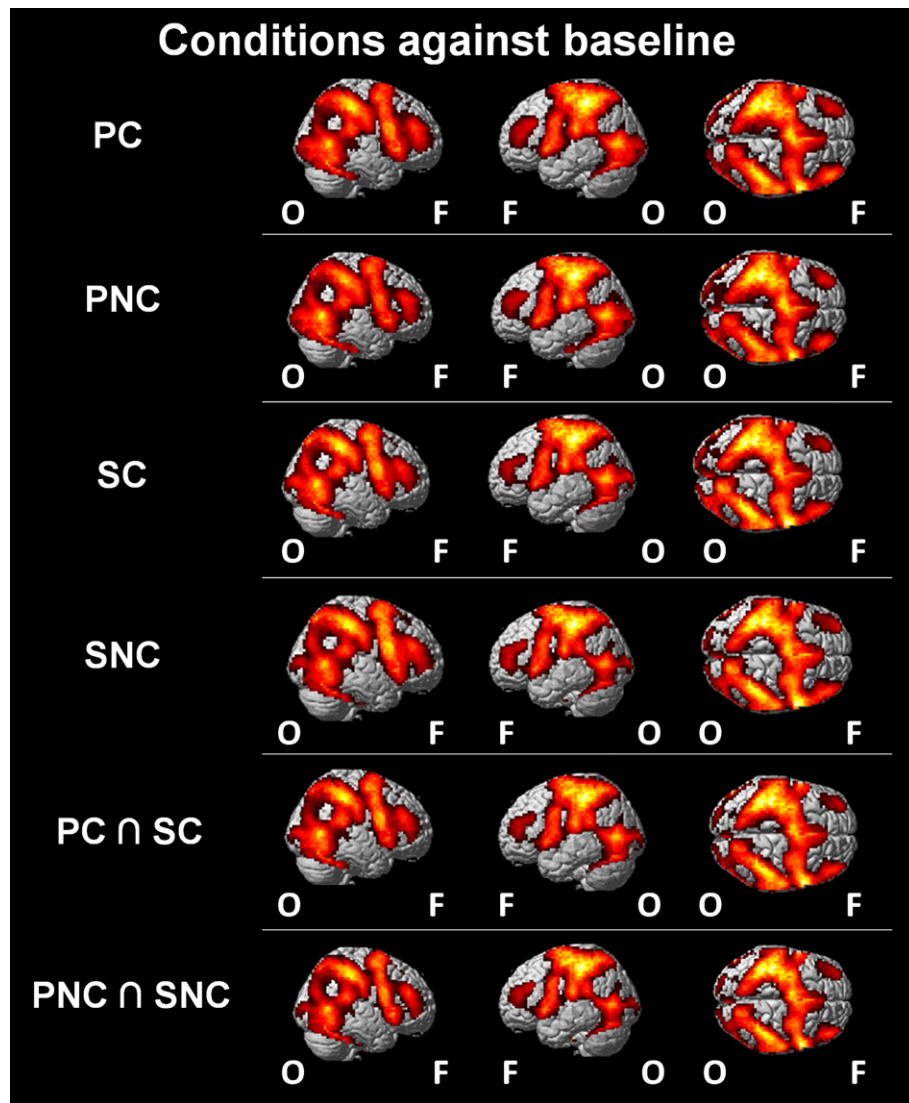 Conditions against baseline
PC
O F F O O F
PNC
O F F O O F
SC
O F F O O F
SNC
O F F O O F
PC ∩ SC
O F F O O F
PNC ∩ SNC
O F F O O F